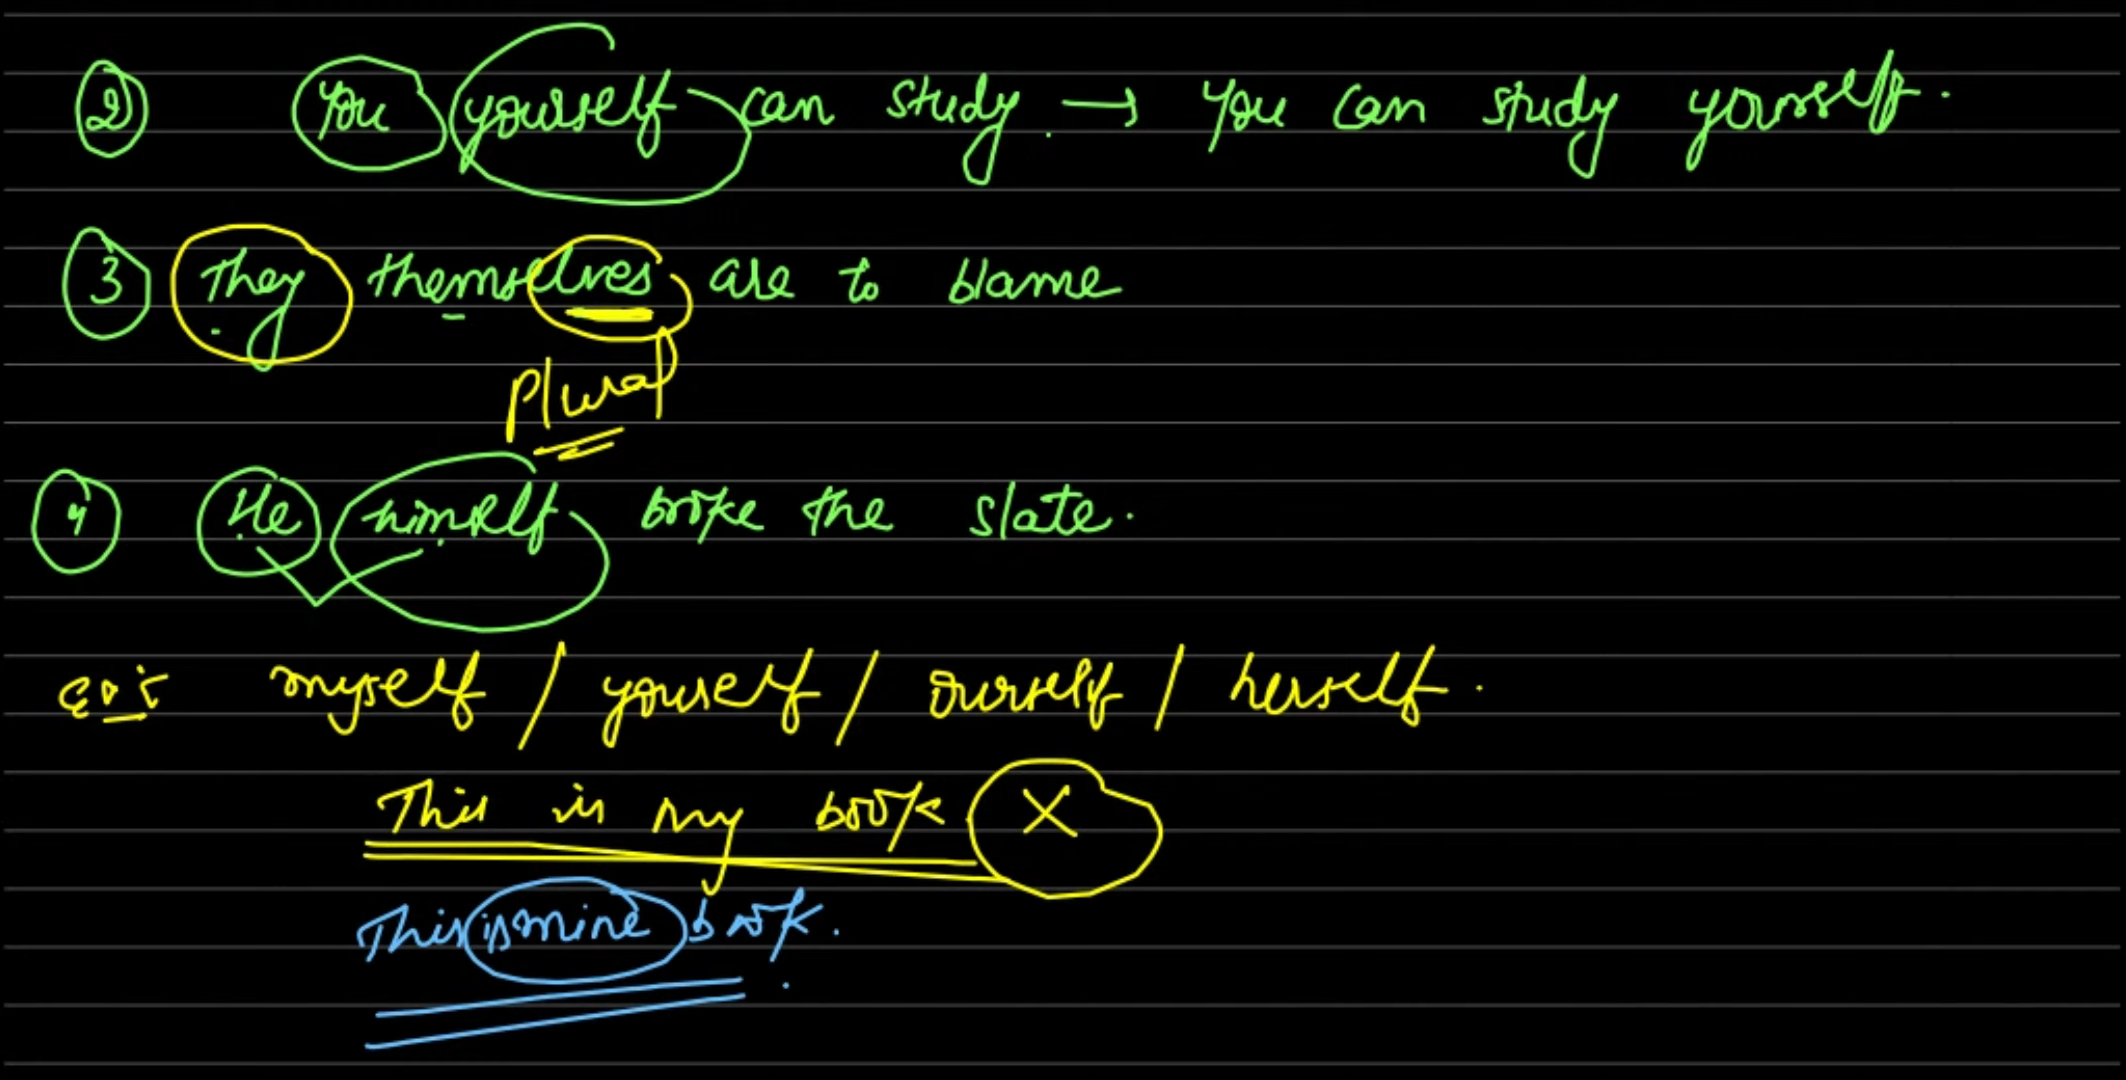 ② You yourself can study. → You can study yourself.
③ They themselves are to blame
Plural
④ He himself broke the slate.
myself / yourself / ourself / herself.
This is my book X
This is mine book.